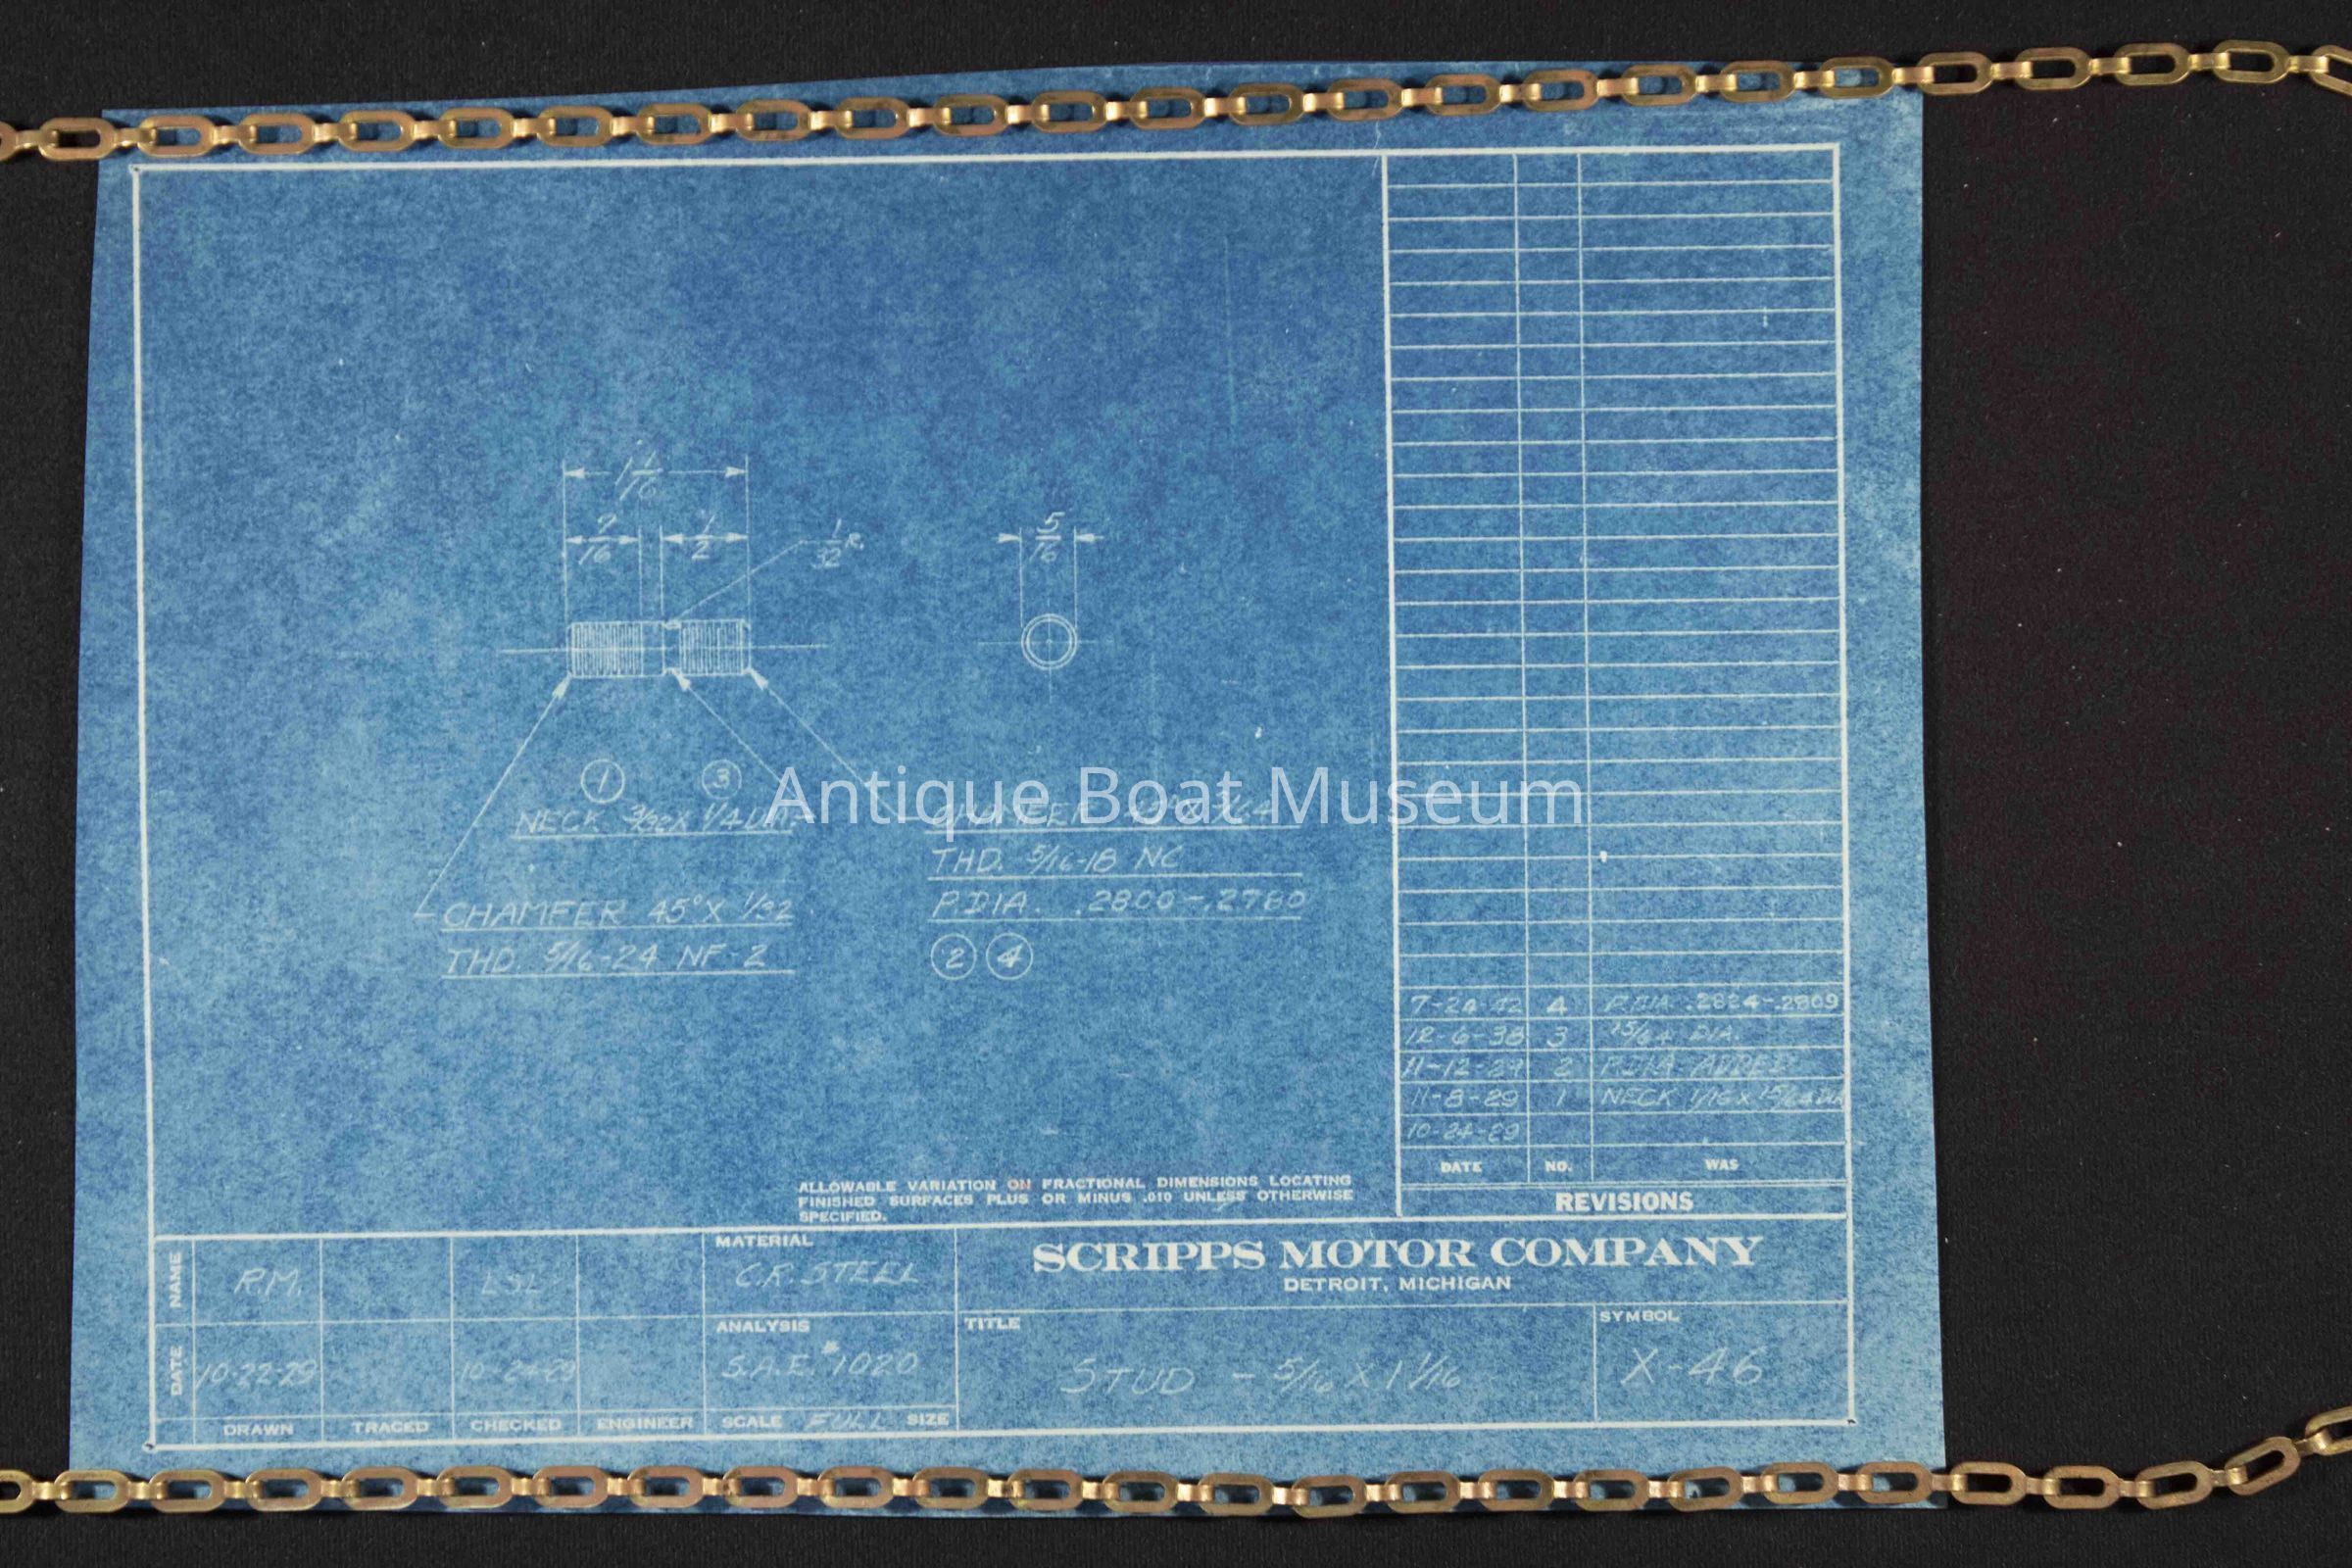 1 1/16
7/16
1/2
1/32 R.
5/16
1
3
NECK 3/32 X 1/4 DIA.
CHAMFER 45° X 1/32
THD. 5/16-24 NF-2
CHAMFER
THD. 5/16-18 NC
P.DIA. .2800-.2780
2 4
Antique Boat Museum
7-24-42 4 P.DIA. .2824-.2809
12-6-38 3 15/64 DIA.
11-12-29 2 P.DIA. ADDED
11-8-29 1 NECK 1/16 X 15/64 DIA
10-24-29
DATE NO. WAS
REVISIONS
ALLOWABLE VARIATION ON FRACTIONAL DIMENSIONS LOCATING
FINISHED SURFACES PLUS OR MINUS .010 UNLESS OTHERWISE
SPECIFIED.
NAME
R.M.
LSL
DATE
10-22-29
10-24-29
DRAWN TRACED CHECKED ENGINEER
MATERIAL
C.R. STEEL
ANALYSIS
S.A.E. #1020
SCALE FULL SIZE
SCRIPPS MOTOR COMPANY
DETROIT, MICHIGAN
TITLE
STUD - 5/16 X 1 1/16
SYMBOL
X-46